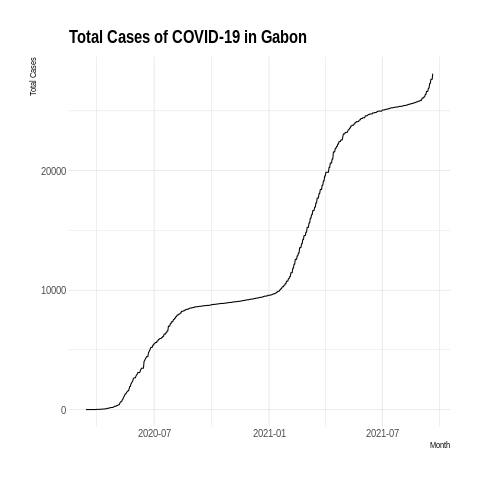 Total Cases of COVID-19 in Gabon
Total Cases
20000
10000
0
2020-07
2021-01
2021-07
Month